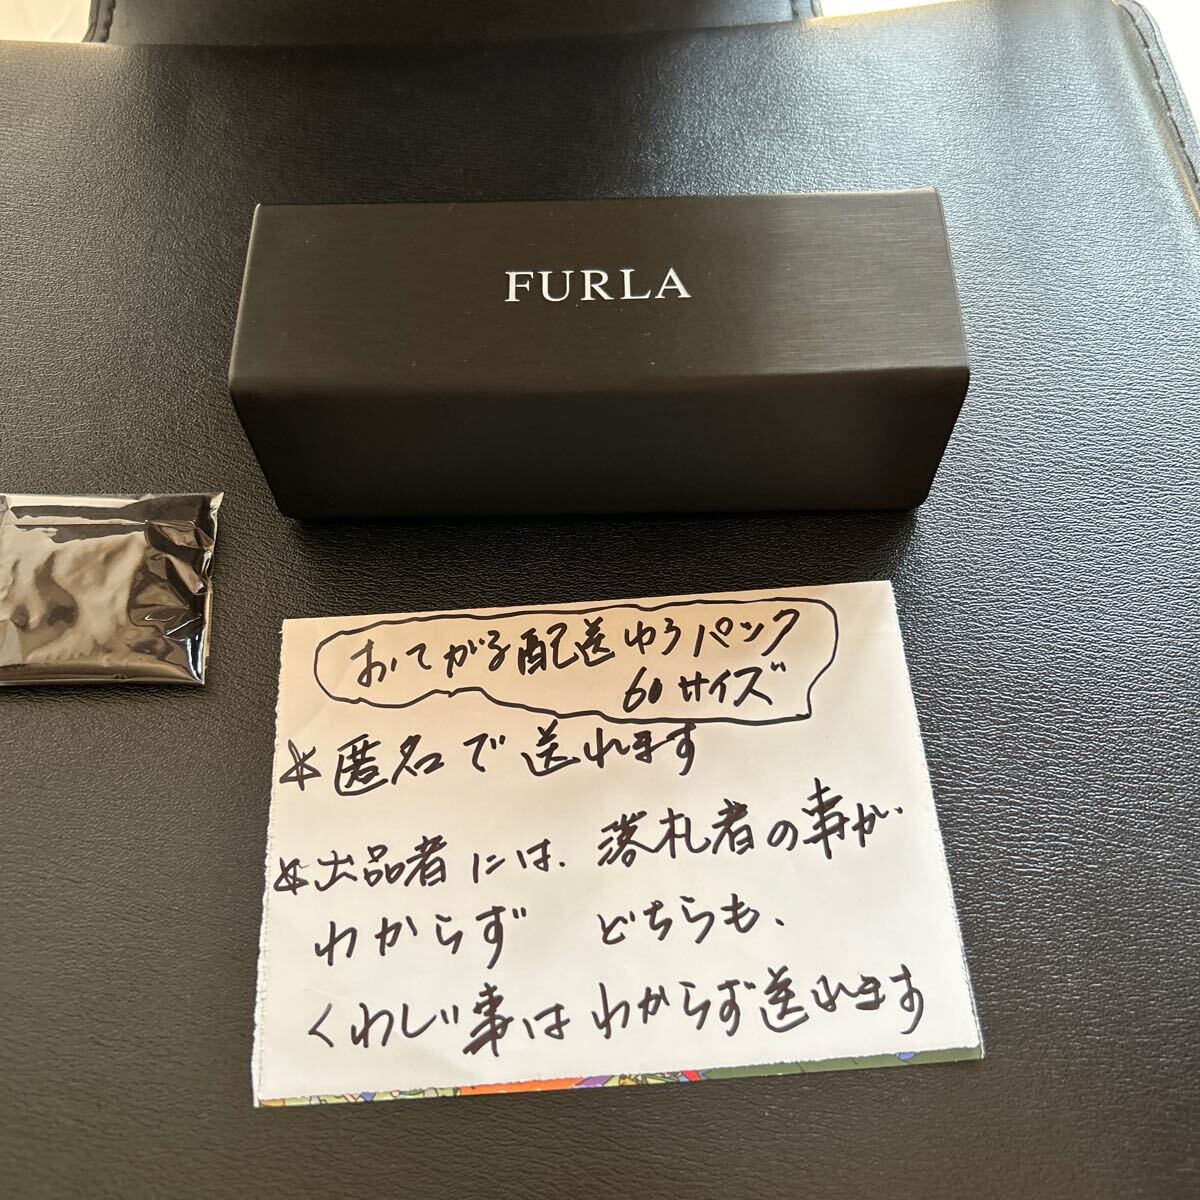 FURLA
おてがる配送ゆうパック
60サイズ
☆匿名で送れます
☆出品者には、落札者の事が、
わからず どちらも、
くわしい事はわからず送れます